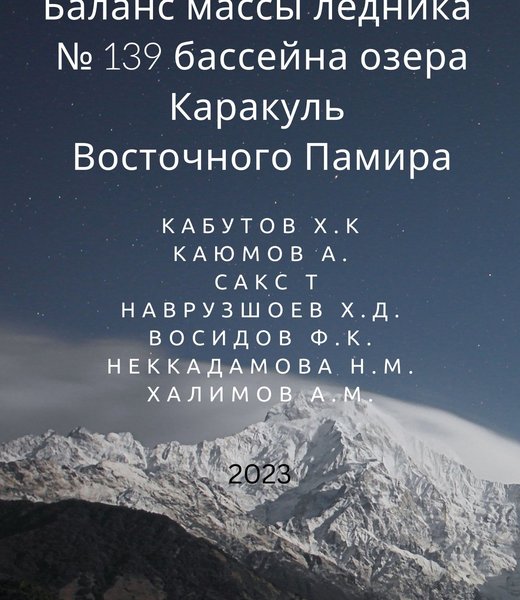 Баланс массы ледника
№ 139 бассейна озера
Каракуль
Восточного Памира
КАБУТОВ Х.К
КАЮМОВ А.
САКС Т
НАВРУЗШОЕВ Х.Д.
ВОСИДОВ Ф.К.
НЕККАДАМОВА Н.М.
ХАЛИМОВ А.М.
2023